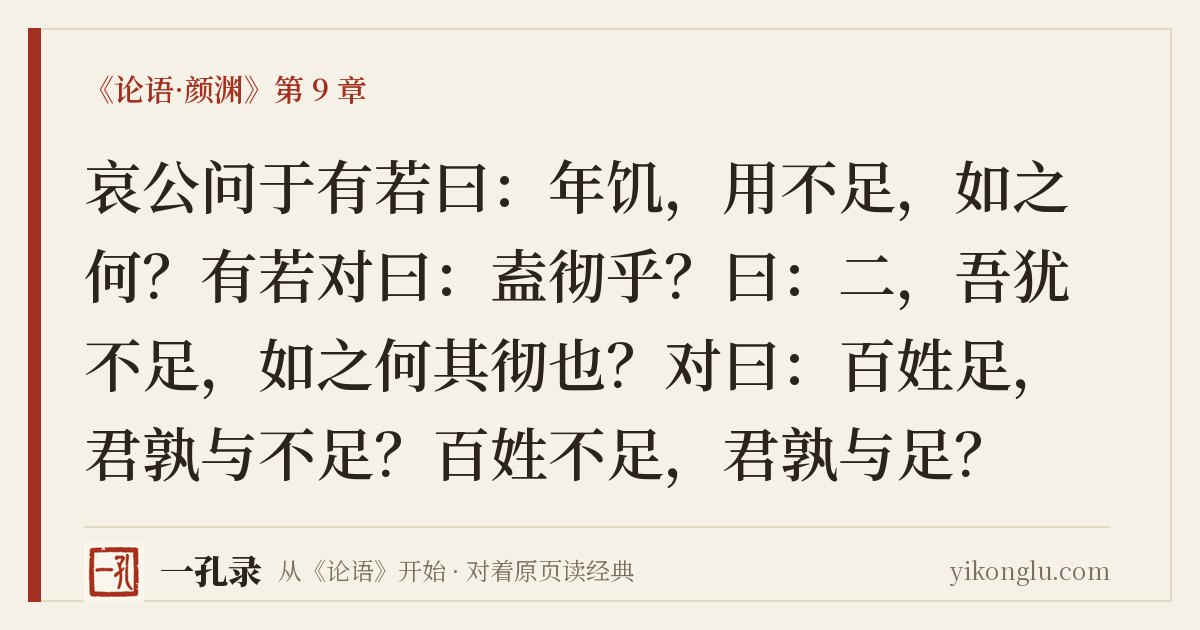 《论语·颜渊》第 9 章
哀公问于有若曰：年饥，用不足，如之
何？有若对曰：盍彻乎？曰：二，吾犹
不足，如之何其彻也？对曰：百姓足，
君孰与不足？百姓不足，君孰与足？
一孔 一孔录 从《论语》开始 · 对着原页读经典 yikonglu.com